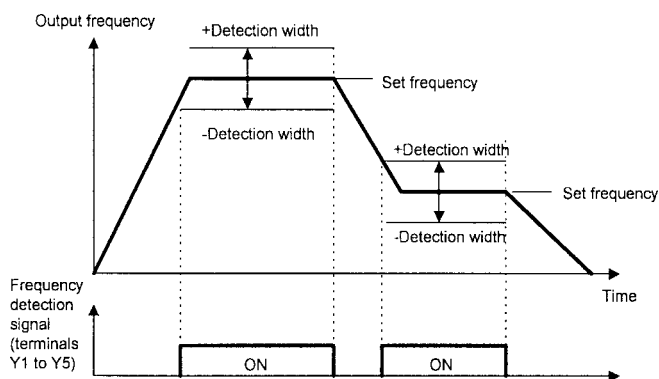 Output frequency
+Detection width
Set frequency
-Detection width
+Detection width
Set frequency
-Detection width
Time
Frequency
detection
signal
(terminals
Y1 to Y5)
ON
ON